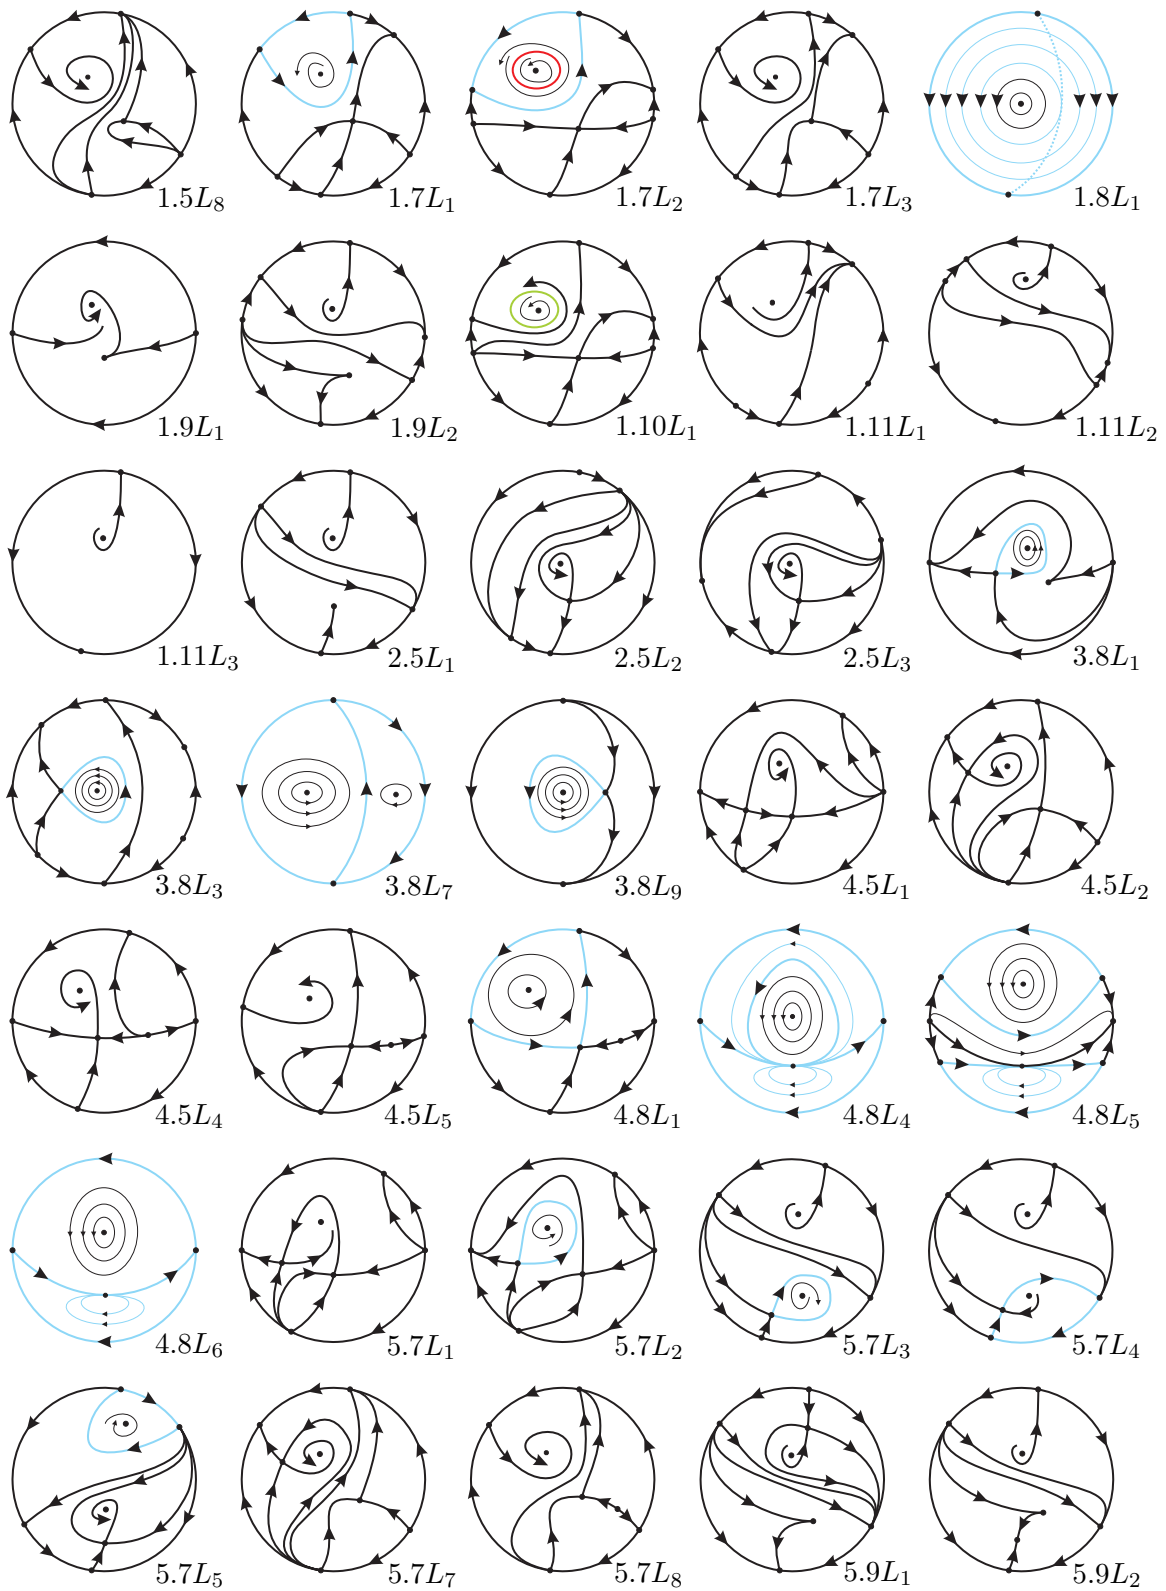 1.5L₈ 1.7L₁ 1.7L₂ 1.7L₃ 1.8L₁
1.9L₁ 1.9L₂ 1.10L₁ 1.11L₁ 1.11L₂
1.11L₃ 2.5L₁ 2.5L₂ 2.5L₃ 3.8L₁
3.8L₃ 3.8L₇ 3.8L₉ 4.5L₁ 4.5L₂
4.5L₄ 4.5L₅ 4.8L₁ 4.8L₄ 4.8L₅
4.8L₆ 5.7L₁ 5.7L₂ 5.7L₃ 5.7L₄
5.7L₅ 5.7L₇ 5.7L₈ 5.9L₁ 5.9L₂